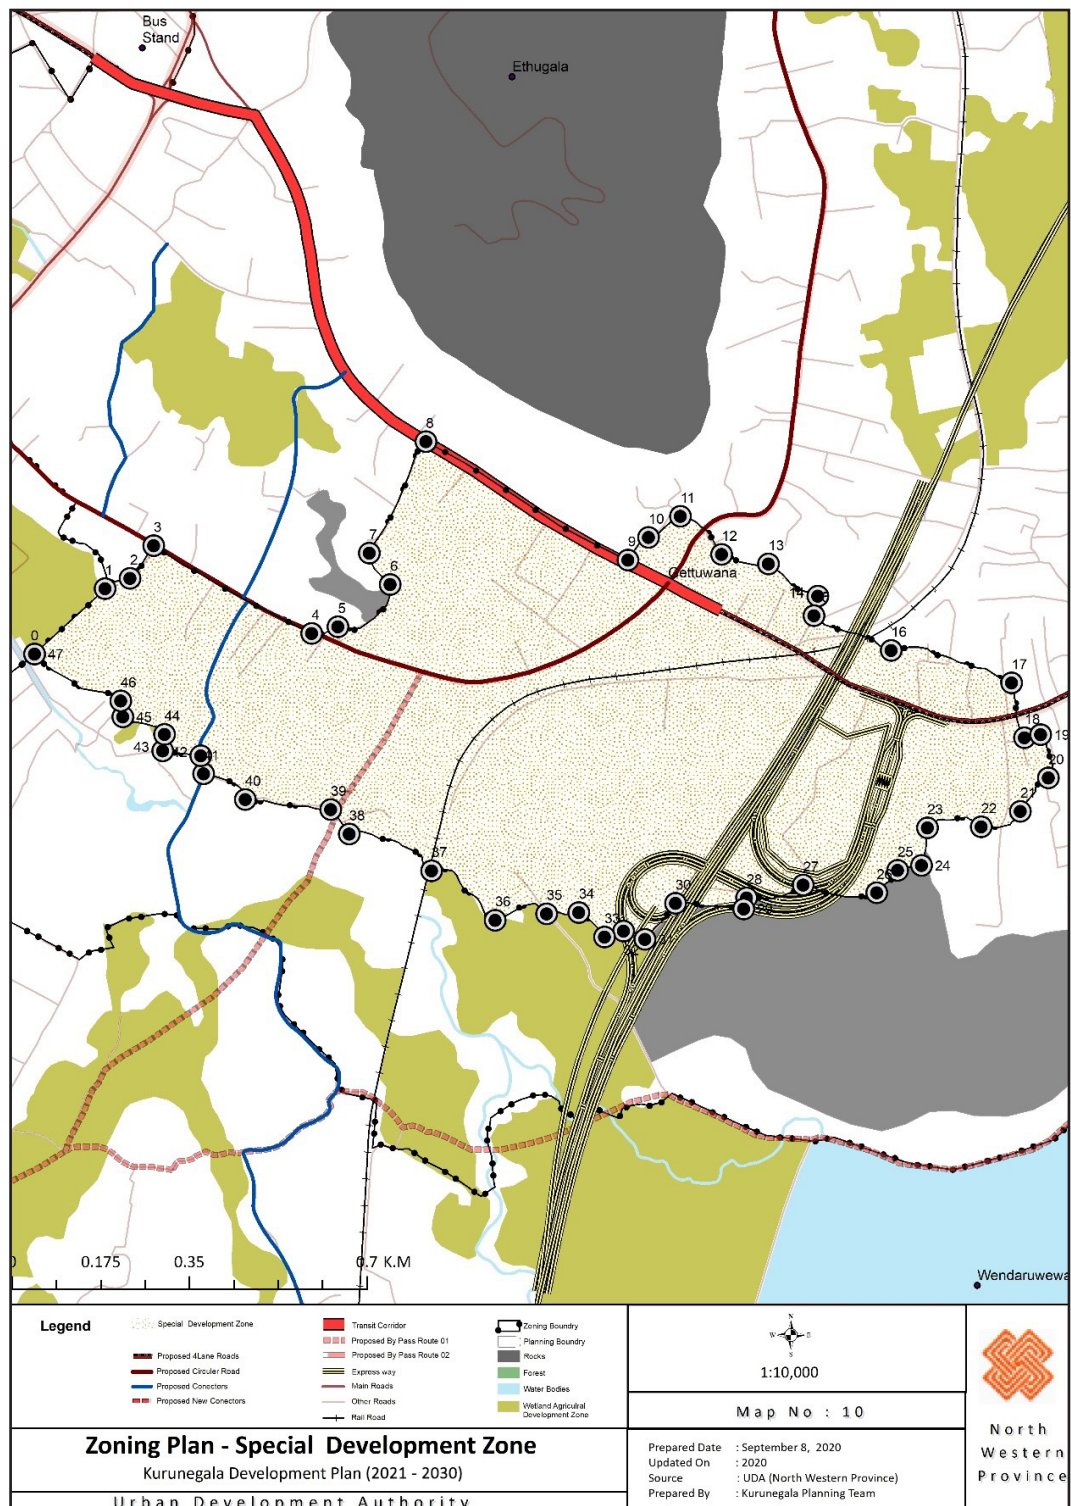 Bus
Stand
Ethugala
8
11
10
9
12
13
Gettuwana
14
3
2
1
7
6
5
4
0
47
16
17
18
19
20
21
22
23
24
25
26
27
28
30
31
33
34
35
36
37
38
39
40
41
42
43
44
45
46
0
0.175
0.35
0.7 K.M
Wendaruwewa
Legend
Special Development Zone
Proposed 4Lane Roads
Proposed Circuler Road
Proposed Conectors
Proposed New Conectors
Transit Corridor
Proposed By Pass Route 01
Proposed By Pass Route 02
Express way
Main Roads
Other Roads
Rail Road
Zoning Boundry
Planning Boundry
Rocks
Forest
Water Bodies
Wetland Agricultral
Development Zone
N
W E
S
1:10,000
Map No : 10
Zoning Plan - Special Development Zone
Kurunegala Development Plan (2021 - 2030)
Urban Development Authority
Prepared Date : September 8, 2020
Updated On : 2020
Source : UDA (North Western Province)
Prepared By : Kurunegala Planning Team
North
Western
Province